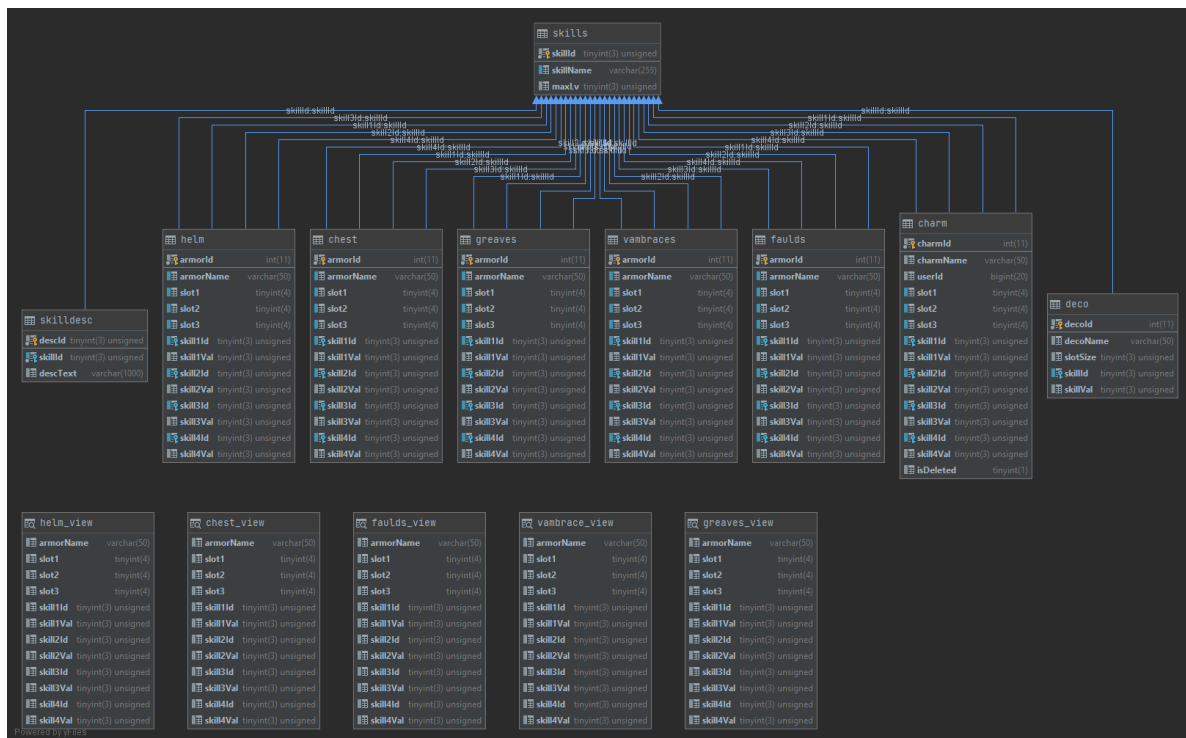 skills
skillId tinyint(3) unsigned
skillName varchar(255)
maxLv tinyint(3) unsigned
skillId:skillId
skillId:skillId
skill3Id:skillId
skill1Id:skillId
skill1Id:skillId
skill2Id:skillId
skill2Id:skillId
skill3Id:skillId
skill4Id:skillId
skill4Id:skillId
skill4Id:skillId
skill1Id:skillId
skill1Id:skillId
skill2Id:skillId
skill2Id:skillId
skill4Id:skillId
skill3Id:skillId
skill3Id:skillId
skill1Id:skillId
skill2Id:skillId
helm
armorId int(11)
armorName varchar(50)
slot1 tinyint(4)
slot2 tinyint(4)
slot3 tinyint(4)
skill1Id tinyint(3) unsigned
skill1Val tinyint(3) unsigned
skill2Id tinyint(3) unsigned
skill2Val tinyint(3) unsigned
skill3Id tinyint(3) unsigned
skill3Val tinyint(3) unsigned
skill4Id tinyint(3) unsigned
skill4Val tinyint(3) unsigned
chest
armorId int(11)
armorName varchar(50)
slot1 tinyint(4)
slot2 tinyint(4)
slot3 tinyint(4)
skill1Id tinyint(3) unsigned
skill1Val tinyint(3) unsigned
skill2Id tinyint(3) unsigned
skill2Val tinyint(3) unsigned
skill3Id tinyint(3) unsigned
skill3Val tinyint(3) unsigned
skill4Id tinyint(3) unsigned
skill4Val tinyint(3) unsigned
greaves
armorId int(11)
armorName varchar(50)
slot1 tinyint(4)
slot2 tinyint(4)
slot3 tinyint(4)
skill1Id tinyint(3) unsigned
skill1Val tinyint(3) unsigned
skill2Id tinyint(3) unsigned
skill2Val tinyint(3) unsigned
skill3Id tinyint(3) unsigned
skill3Val tinyint(3) unsigned
skill4Id tinyint(3) unsigned
skill4Val tinyint(3) unsigned
vambraces
armorId int(11)
armorName varchar(50)
slot1 tinyint(4)
slot2 tinyint(4)
slot3 tinyint(4)
skill1Id tinyint(3) unsigned
skill1Val tinyint(3) unsigned
skill2Id tinyint(3) unsigned
skill2Val tinyint(3) unsigned
skill3Id tinyint(3) unsigned
skill3Val tinyint(3) unsigned
skill4Id tinyint(3) unsigned
skill4Val tinyint(3) unsigned
faulds
armorId int(11)
armorName varchar(50)
slot1 tinyint(4)
slot2 tinyint(4)
slot3 tinyint(4)
skill1Id tinyint(3) unsigned
skill1Val tinyint(3) unsigned
skill2Id tinyint(3) unsigned
skill2Val tinyint(3) unsigned
skill3Id tinyint(3) unsigned
skill3Val tinyint(3) unsigned
skill4Id tinyint(3) unsigned
skill4Val tinyint(3) unsigned
charm
charmId int(11)
charmName varchar(50)
userId bigint(20)
slot1 tinyint(4)
slot2 tinyint(4)
slot3 tinyint(4)
skill1Id tinyint(3) unsigned
skill1Val tinyint(3) unsigned
skill2Id tinyint(3) unsigned
skill2Val tinyint(3) unsigned
skill3Id tinyint(3) unsigned
skill3Val tinyint(3) unsigned
skill4Id tinyint(3) unsigned
skill4Val tinyint(3) unsigned
isDeleted tinyint(1)
deco
decoId int(11)
decoName varchar(50)
slotSize tinyint(3) unsigned
skillId tinyint(3) unsigned
skillVal tinyint(3) unsigned
skilldesc
descId tinyint(3) unsigned
skillId tinyint(3) unsigned
descText varchar(1000)
helm_view
armorName varchar(50)
slot1 tinyint(4)
slot2 tinyint(4)
slot3 tinyint(4)
skill1Id tinyint(3) unsigned
skill1Val tinyint(3) unsigned
skill2Id tinyint(3) unsigned
skill2Val tinyint(3) unsigned
skill3Id tinyint(3) unsigned
skill3Val tinyint(3) unsigned
skill4Id tinyint(3) unsigned
skill4Val tinyint(3) unsigned
chest_view
armorName varchar(50)
slot1 tinyint(4)
slot2 tinyint(4)
slot3 tinyint(4)
skill1Id tinyint(3) unsigned
skill1Val tinyint(3) unsigned
skill2Id tinyint(3) unsigned
skill2Val tinyint(3) unsigned
skill3Id tinyint(3) unsigned
skill3Val tinyint(3) unsigned
skill4Id tinyint(3) unsigned
skill4Val tinyint(3) unsigned
faulds_view
armorName varchar(50)
slot1 tinyint(4)
slot2 tinyint(4)
slot3 tinyint(4)
skill1Id tinyint(3) unsigned
skill1Val tinyint(3) unsigned
skill2Id tinyint(3) unsigned
skill2Val tinyint(3) unsigned
skill3Id tinyint(3) unsigned
skill3Val tinyint(3) unsigned
skill4Id tinyint(3) unsigned
skill4Val tinyint(3) unsigned
vambrace_view
armorName varchar(50)
slot1 tinyint(4)
slot2 tinyint(4)
slot3 tinyint(4)
skill1Id tinyint(3) unsigned
skill1Val tinyint(3) unsigned
skill2Id tinyint(3) unsigned
skill2Val tinyint(3) unsigned
skill3Id tinyint(3) unsigned
skill3Val tinyint(3) unsigned
skill4Id tinyint(3) unsigned
skill4Val tinyint(3) unsigned
greaves_view
armorName varchar(50)
slot1 tinyint(4)
slot2 tinyint(4)
slot3 tinyint(4)
skill1Id tinyint(3) unsigned
skill1Val tinyint(3) unsigned
skill2Id tinyint(3) unsigned
skill2Val tinyint(3) unsigned
skill3Id tinyint(3) unsigned
skill3Val tinyint(3) unsigned
skill4Id tinyint(3) unsigned
skill4Val tinyint(3) unsigned
Powered by yFiles